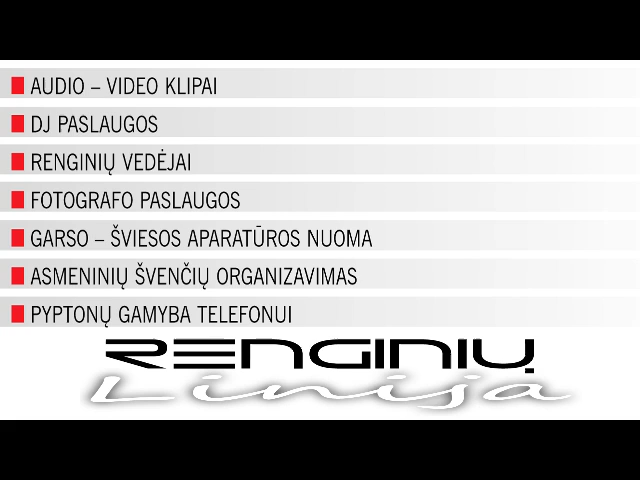 AUDIO – VIDEO KLIPAI
DJ PASLAUGOS
RENGINIŲ VEDĖJAI
FOTOGRAFO PASLAUGOS
GARSO – ŠVIESOS APARATŪROS NUOMA
ASMENINIŲ ŠVENČIŲ ORGANIZAVIMAS
PYPTONŲ GAMYBA TELEFONUI
RENGINIŲ
Linija